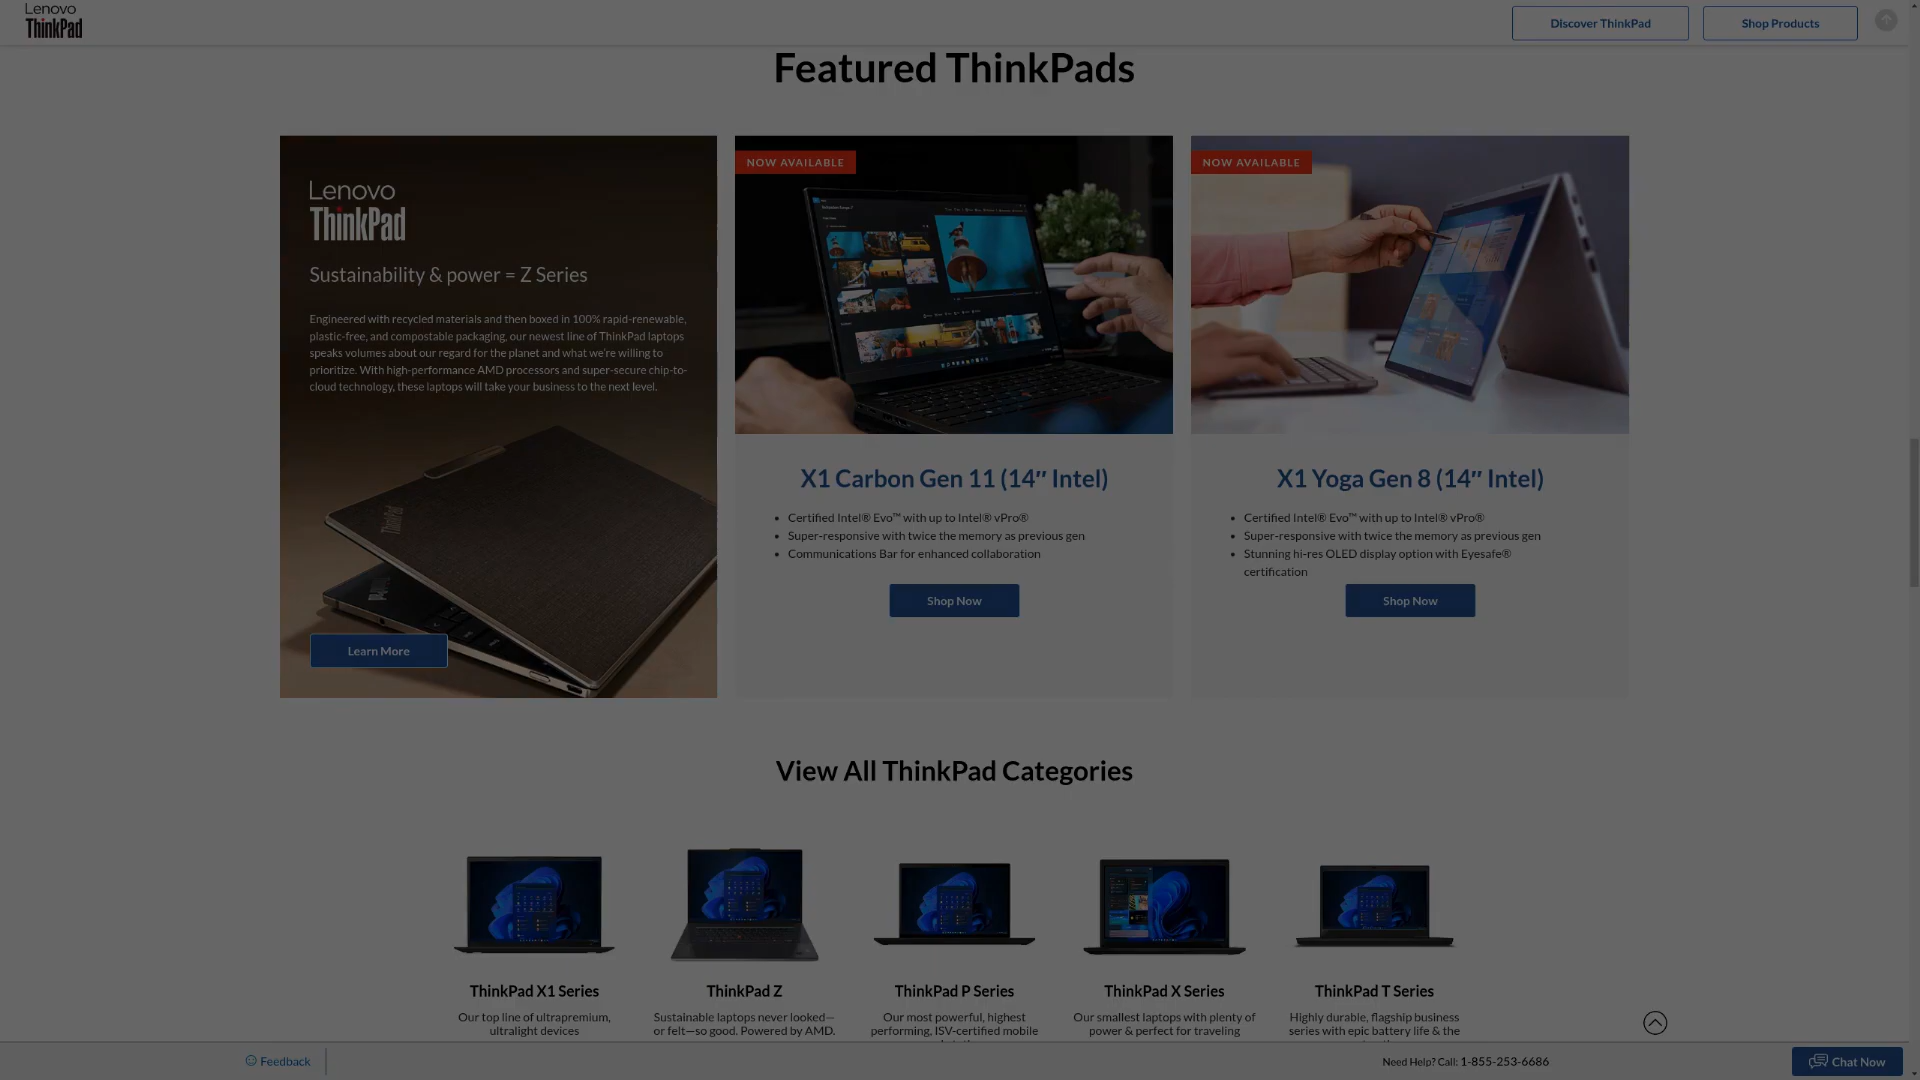 Lenovo
ThinkPad
Discover ThinkPad
Shop Products
Featured ThinkPads
Lenovo
ThinkPad
Sustainability & power = Z Series
Engineered with recycled materials and then boxed in 100% rapid-renewable,
plastic-free, and compostable packaging, our newest line of ThinkPad laptops
speaks volumes about our regard for the planet and what we're willing to
prioritize. With high-performance AMD processors and super-secure chip-to-
cloud technology, these laptops will take your business to the next level.
ThinkPad
Learn More
NOW AVAILABLE
X1 Carbon Gen 11 (14″ Intel)
• Certified Intel® Evo™ with up to Intel® vPro®
• Super-responsive with twice the memory as previous gen
• Communications Bar for enhanced collaboration
Shop Now
NOW AVAILABLE
X1 Yoga Gen 8 (14″ Intel)
• Certified Intel® Evo™ with up to Intel® vPro®
• Super-responsive with twice the memory as previous gen
• Stunning hi-res OLED display option with Eyesafe®
certification
Shop Now
View All ThinkPad Categories
ThinkPad X1 Series
Our top line of ultrapremium,
ultralight devices
ThinkPad Z
Sustainable laptops never looked—
or felt—so good. Powered by AMD.
ThinkPad P Series
Our most powerful, highest
performing, ISV-certified mobile
ThinkPad X Series
Our smallest laptops with plenty of
power & perfect for traveling
ThinkPad T Series
Highly durable, flagship business
series with epic battery life & the
Feedback
Need Help? Call: 1-855-253-6686
Chat Now